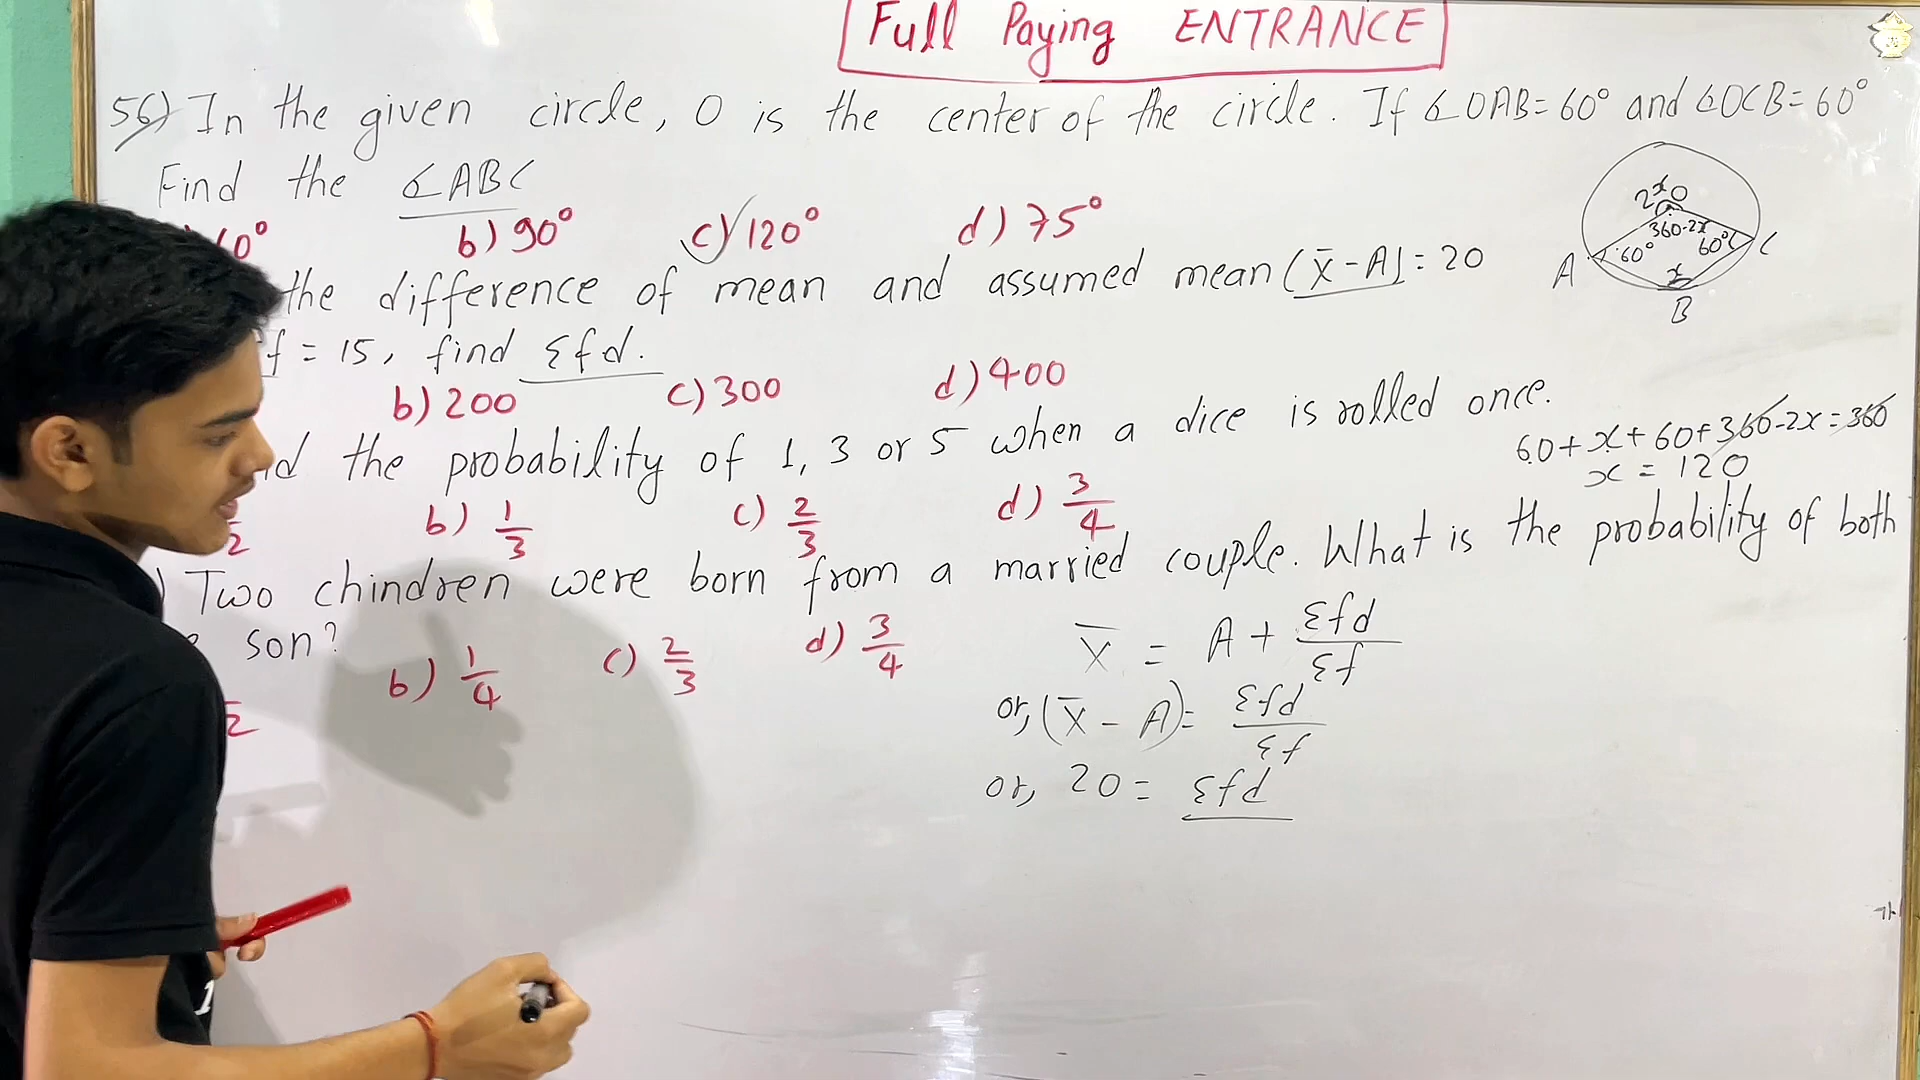 Full Paying ENTRANCE
56) In the given circle, O is the center of the circle. If ∡OAB=60° and ∡OCB=60°
Find the ∡ABC
b) 90° c) 120° d) 75°
the difference of mean and assumed mean (X̄-A)=20
f = 15, find Σfd.
b) 200 c) 300 d) 400
the probability of 1, 3 or 5 when a dice is rolled once.
b) 1/3 c) 2/3 d) 3/4
) Two chindren were born from a married couple. What is the probability of both
son?
b) 1/4 c) 2/3 d) 3/4
2x O
360-2x
60° 60°
A x C
B
60+x+60+360-2x=360
x = 120
X̄ = A + Σfd/Σf
or, (X̄ - A) = Σfd/Σf
or, 20 = Σfd